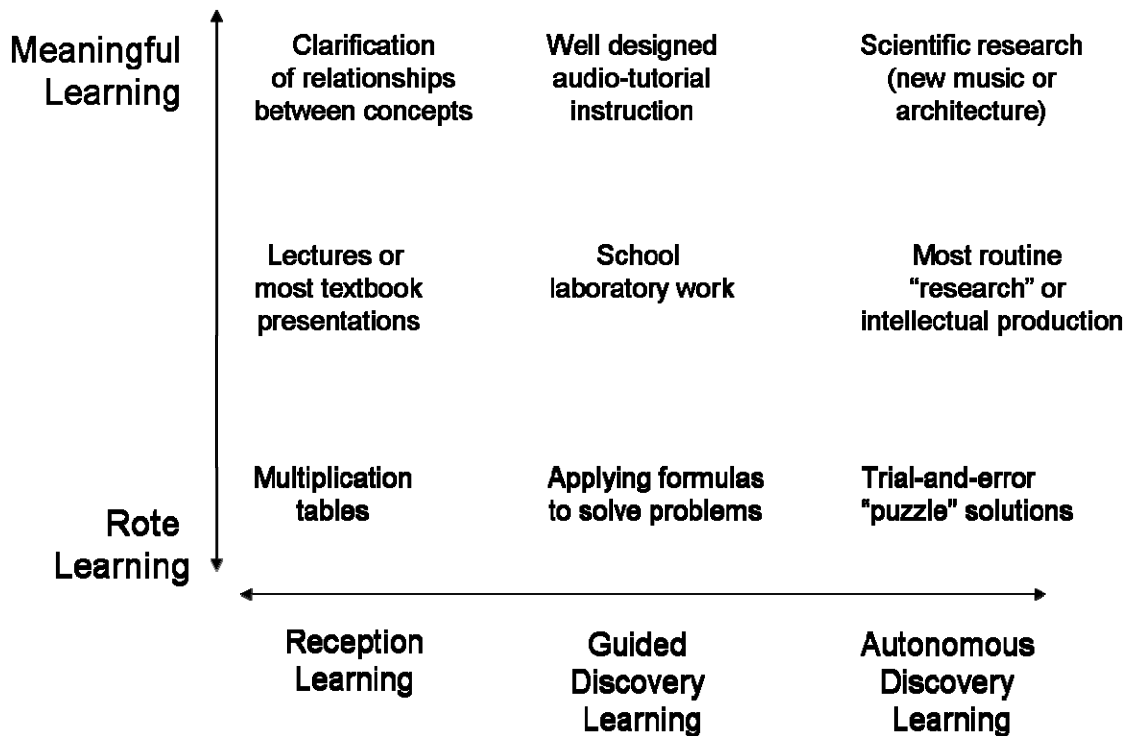 Meaningful
Learning
Clarification
of relationships
between concepts
Well designed
audio-tutorial
instruction
Scientific research
(new music or
architecture)
Lectures or
most textbook
presentations
School
laboratory work
Most routine
“research” or
intellectual production
Rote
Learning
Multiplication
tables
Applying formulas
to solve problems
Trial-and-error
“puzzle” solutions
Reception
Learning
Guided
Discovery
Learning
Autonomous
Discovery
Learning